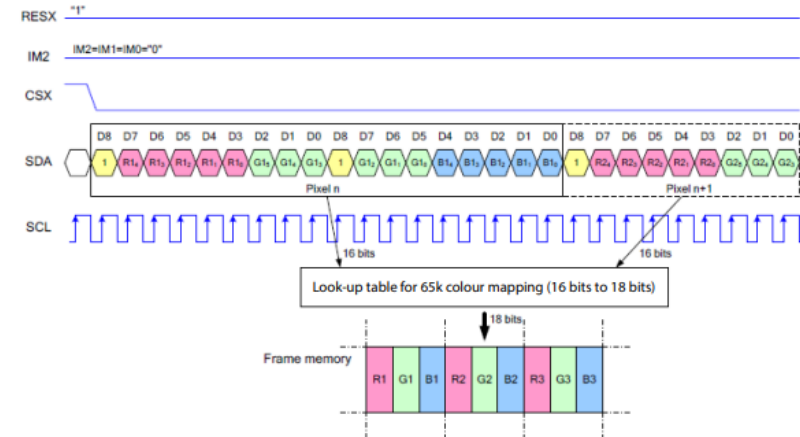 RESX "1"
IM2 IM2=IM1=IM0="0"
CSX
D8 D7 D6 D5 D4 D3 D2 D1 D0 D8 D7 D6 D5 D4 D3 D2 D1 D0 D8 D7 D6 D5 D4 D3 D2 D1 D0
SDA 1 R1₄ R1₃ R1₂ R1₁ R1₀ G1₅ G1₄ G1₃ 1 G1₂ G1₁ G1₀ B1₄ B1₃ B1₂ B1₁ B1₀ 1 R2₄ R2₃ R2₂ R2₁ R2₀ G2₅ G2₄ G2₃
Pixel n Pixel n+1
SCL
16 bits 16 bits
Look-up table for 65k colour mapping (16 bits to 18 bits)
18 bits
Frame memory
R1 G1 B1 R2 G2 B2 R3 G3 B3